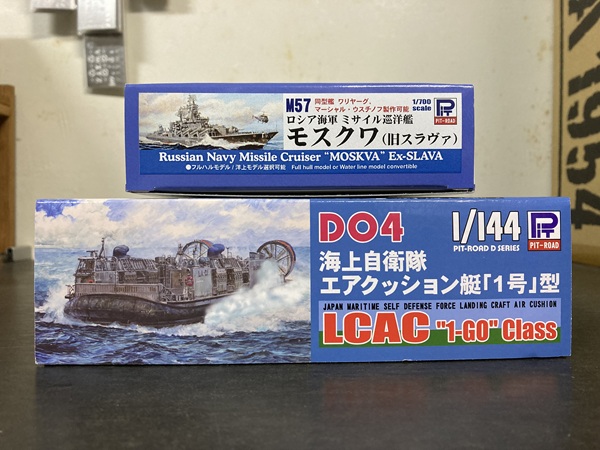 M57
同型艦 ワリヤーグ、
マーシャル・ウスチノフ製作可能
1/700
scale
PIT-ROAD
ロシア海軍 ミサイル巡洋艦
モスクワ(旧スラヴァ)
Russian Navy Missile Cruiser "MOSKVA" Ex-SLAVA
●フルハルモデル/洋上モデル選択可能 Full hull model or Water line model convertible
D04
1/144
PIT-ROAD D SERIES
PIT
PIT-ROAD
海上自衛隊
エアクッション艇「1号」型
JAPAN MARITIME SELF DEFENSE FORCE LANDING CRAFT AIR CUSHION
LCAC "1-GO" Class
1954